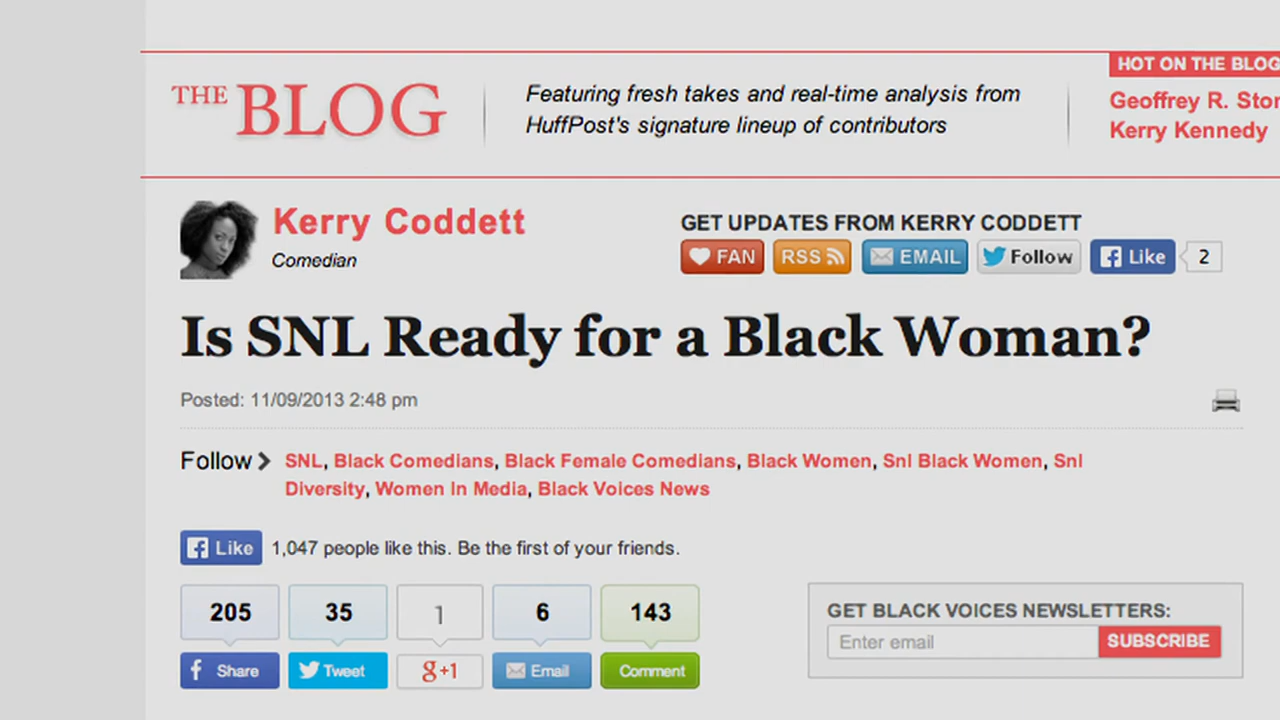 THE BLOG
Featuring fresh takes and real-time analysis from
HuffPost's signature lineup of contributors
HOT ON THE BLOG
Geoffrey R. Stor
Kerry Kennedy
Kerry Coddett
Comedian
GET UPDATES FROM KERRY CODDETT
FAN RSS EMAIL Follow Like 2
Is SNL Ready for a Black Woman?
Posted: 11/09/2013 2:48 pm
Follow SNL, Black Comedians, Black Female Comedians, Black Women, Snl Black Women, Snl
Diversity, Women In Media, Black Voices News
Like 1,047 people like this. Be the first of your friends.
205 35 1 6 143
Share Tweet g+1 Email Comment
GET BLACK VOICES NEWSLETTERS:
Enter email SUBSCRIBE